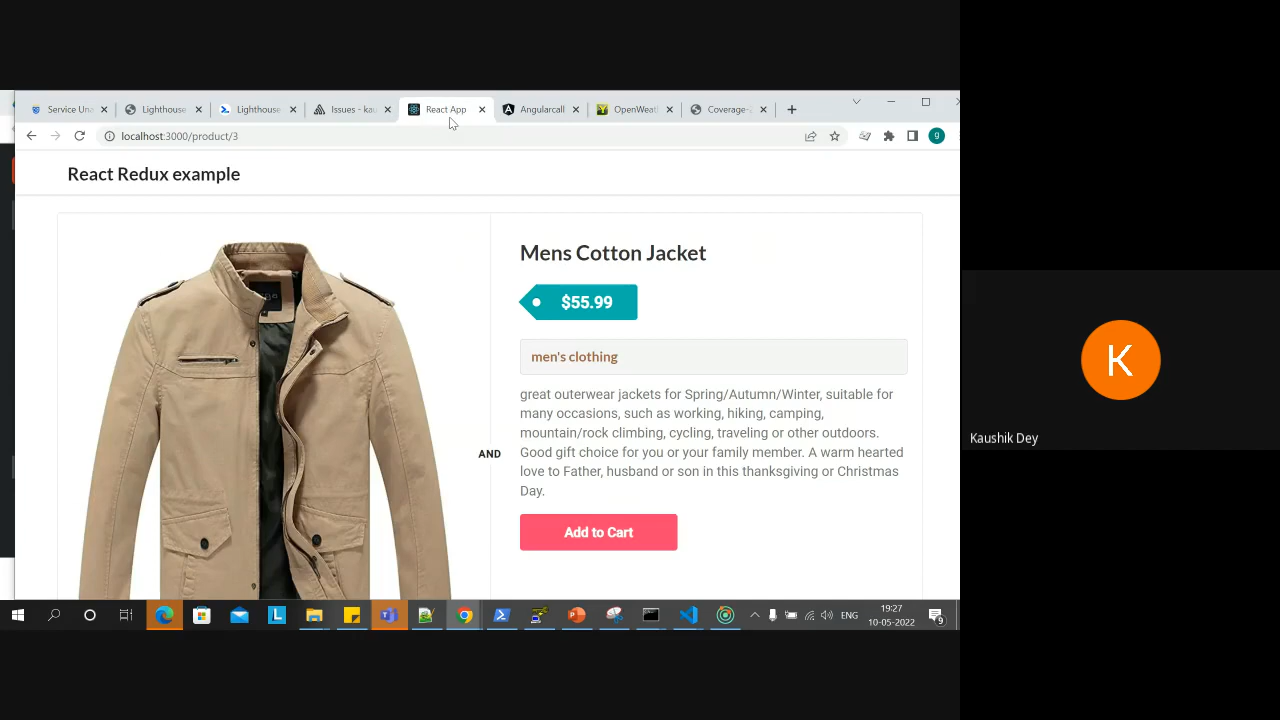 Service Una
Lighthouse
Lighthouse
Issues - kau
React App
Angularcall
OpenWeat
Coverage-
localhost:3000/product/3
g
React Redux example
Mens Cotton Jacket
$55.99
men's clothing
great outerwear jackets for Spring/Autumn/Winter, suitable for
many occasions, such as working, hiking, camping,
mountain/rock climbing, cycling, traveling or other outdoors.
Good gift choice for you or your family member. A warm hearted
love to Father, husband or son in this thanksgiving or Christmas
Day.
AND
Add to Cart
K
Kaushik Dey
L
ENG
19:27
10-05-2022
9